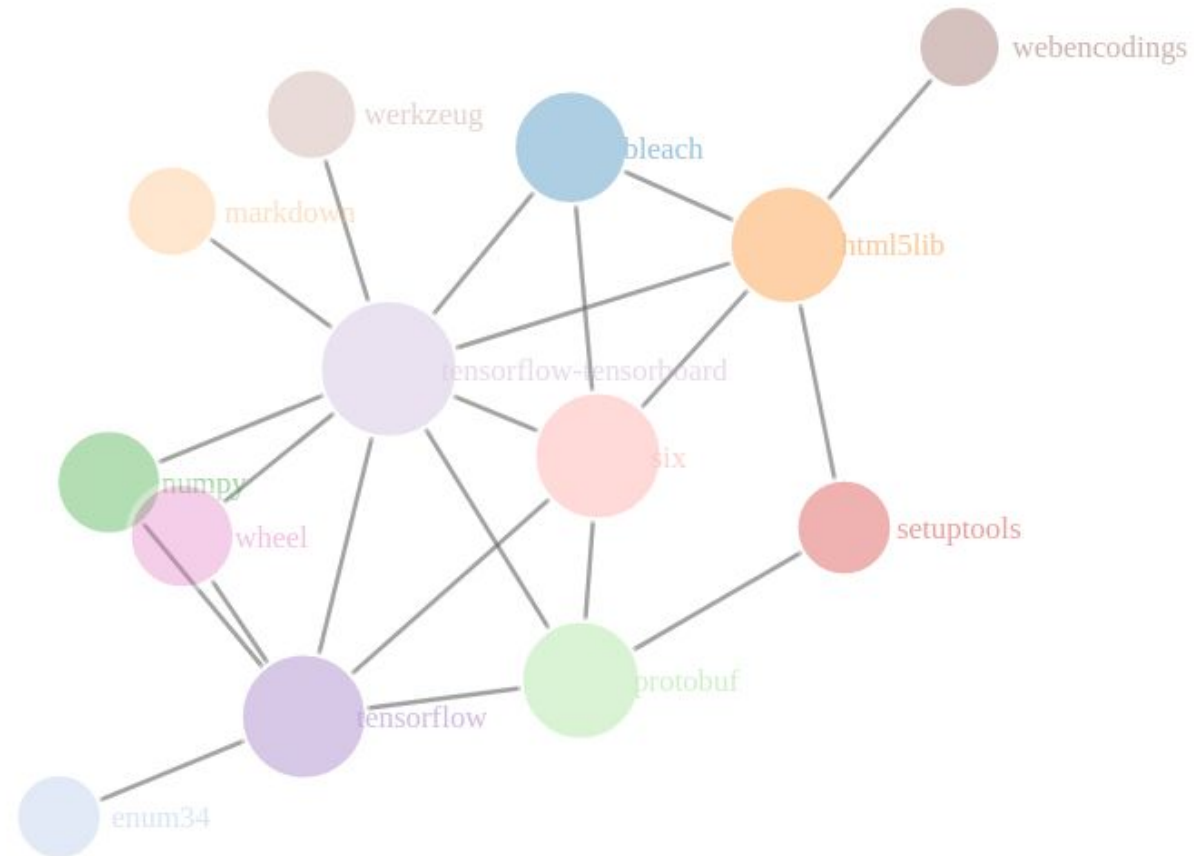 webencodings
werkzeug
bleach
markdown
html5lib
tensorflow-tensorboard
six
numpy
wheel
setuptools
protobuf
tensorflow
enum34